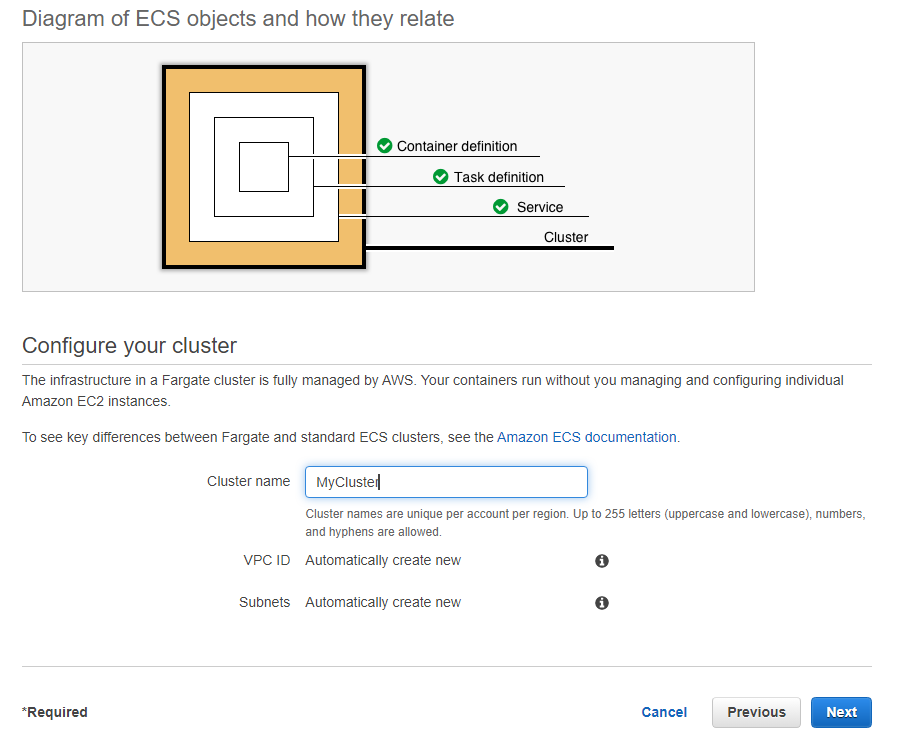 Diagram of ECS objects and how they relate
Container definition
Task definition
Service
Cluster
Configure your cluster
The infrastructure in a Fargate cluster is fully managed by AWS. Your containers run without you managing and configuring individual
Amazon EC2 instances.
To see key differences between Fargate and standard ECS clusters, see the Amazon ECS documentation.
Cluster name MyCluster
Cluster names are unique per account per region. Up to 255 letters (uppercase and lowercase), numbers,
and hyphens are allowed.
VPC ID Automatically create new
Subnets Automatically create new
*Required Cancel Previous Next